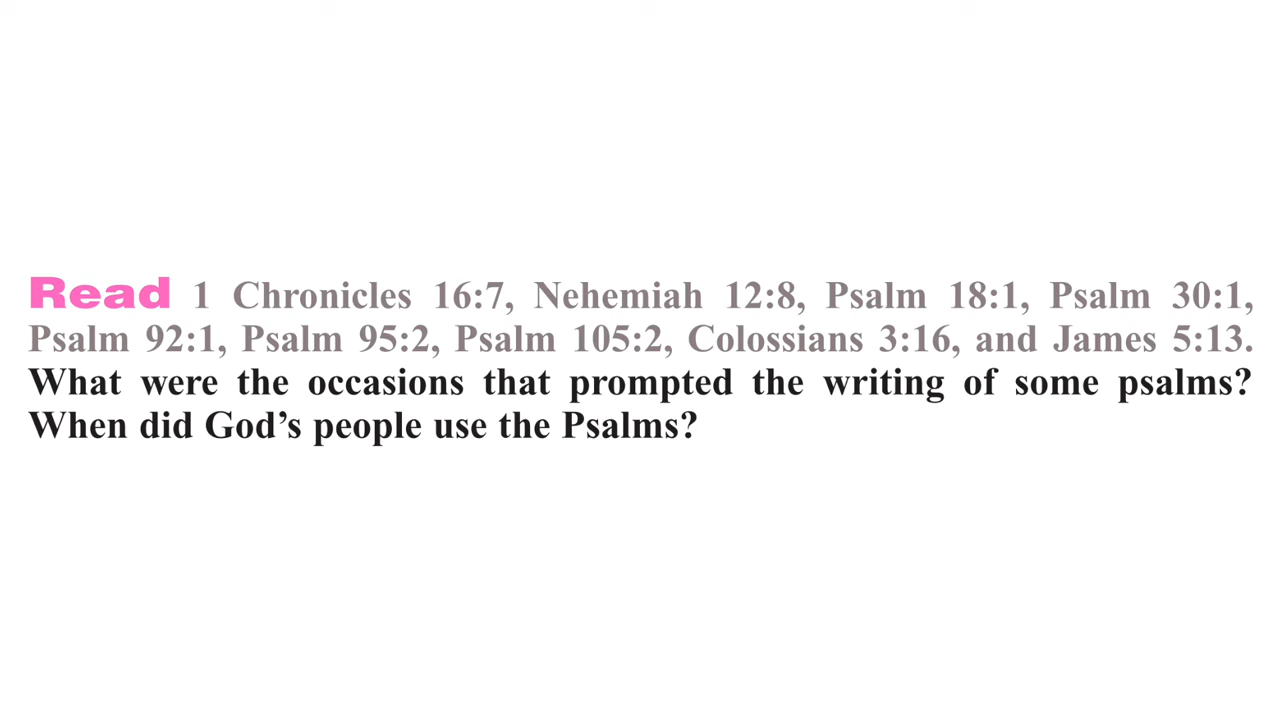 Read 1 Chronicles 16:7, Nehemiah 12:8, Psalm 18:1, Psalm 30:1,
Psalm 92:1, Psalm 95:2, Psalm 105:2, Colossians 3:16, and James 5:13.
What were the occasions that prompted the writing of some psalms?
When did God’s people use the Psalms?